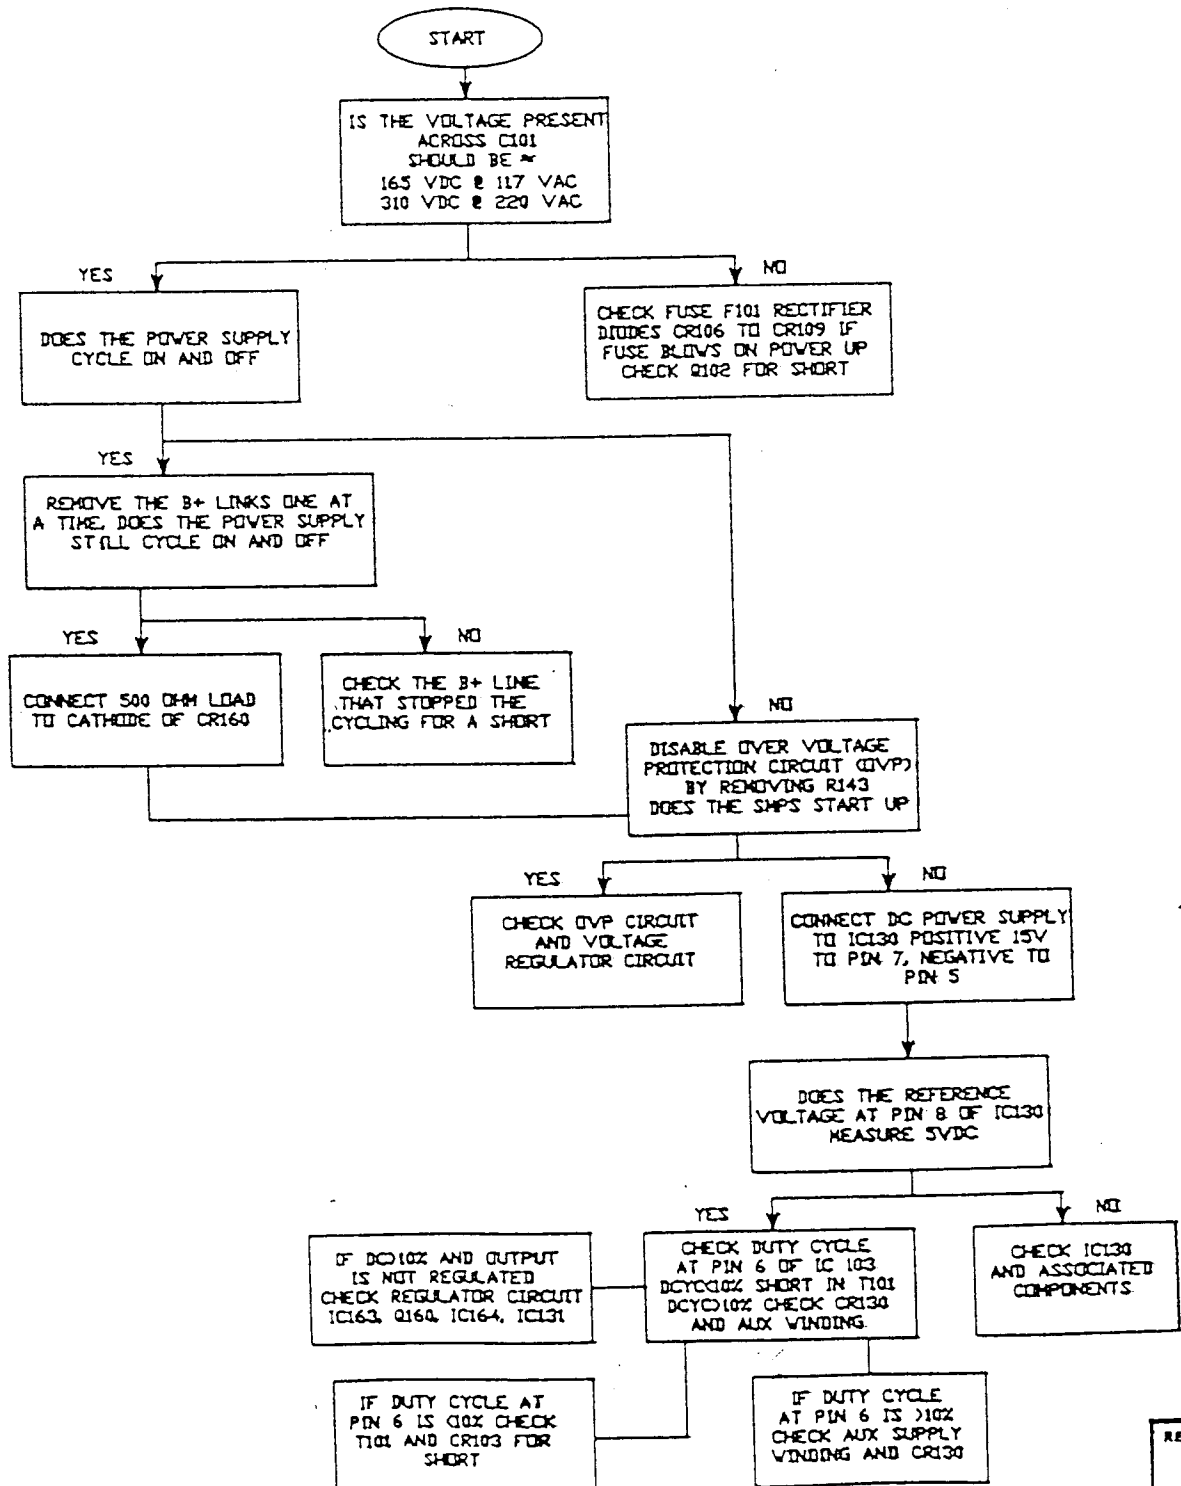 START
IS THE VOLTAGE PRESENT
ACROSS C101
SHOULD BE ≈
165 VDC @ 117 VAC
310 VDC @ 220 VAC
YES
NO
DOES THE POWER SUPPLY
CYCLE ON AND OFF
CHECK FUSE F101 RECTIFIER
DIODES CR106 TO CR109 IF
FUSE BLOWS ON POWER UP
CHECK Q102 FOR SHORT
YES
REMOVE THE B+ LINKS ONE AT
A TIME. DOES THE POWER SUPPLY
STILL CYCLE ON AND OFF
YES
NO
CONNECT 500 OHM LOAD
TO CATHODE OF CR160
CHECK THE B+ LINE
THAT STOPPED THE
CYCLING FOR A SHORT
NO
DISABLE OVER VOLTAGE
PROTECTION CIRCUIT (OVP)
BY REMOVING R143
DOES THE SMPS START UP
YES
NO
CHECK OVP CIRCUIT
AND VOLTAGE
REGULATOR CIRCUIT
CONNECT DC POWER SUPPLY
TO IC130 POSITIVE 15V
TO PIN 7, NEGATIVE TO
PIN 5
DOES THE REFERENCE
VOLTAGE AT PIN 8 OF IC130
MEASURE 5VDC
YES
NO
IF DC>10% AND OUTPUT
IS NOT REGULATED
CHECK REGULATOR CIRCUIT
IC163, Q160, IC164, IC131
CHECK DUTY CYCLE
AT PIN 6 OF IC 103
DCYC<10% SHORT IN T101
DCYC>10% CHECK CR130
AND AUX WINDING.
CHECK IC130
AND ASSOCIATED
COMPONENTS.
IF DUTY CYCLE AT
PIN 6 IS <10% CHECK
T101 AND CR103 FOR
SHORT
IF DUTY CYCLE
AT PIN 6 IS >10%
CHECK AUX SUPPLY
WINDING AND CR130
RE